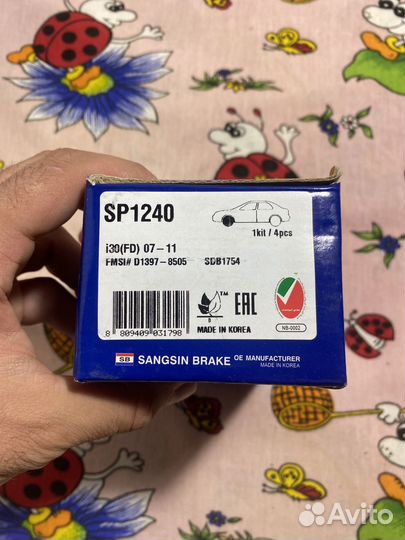 SP1240
1kit / 4pcs
i30(FD) 07-11
FMSI# D1397-8505 SDB1754
TM
EAC
8 809409 031798
MADE IN KOREA
NB-0002
SB SANGSIN BRAKE OE MANUFACTURER
MADE IN KOREA
Avito